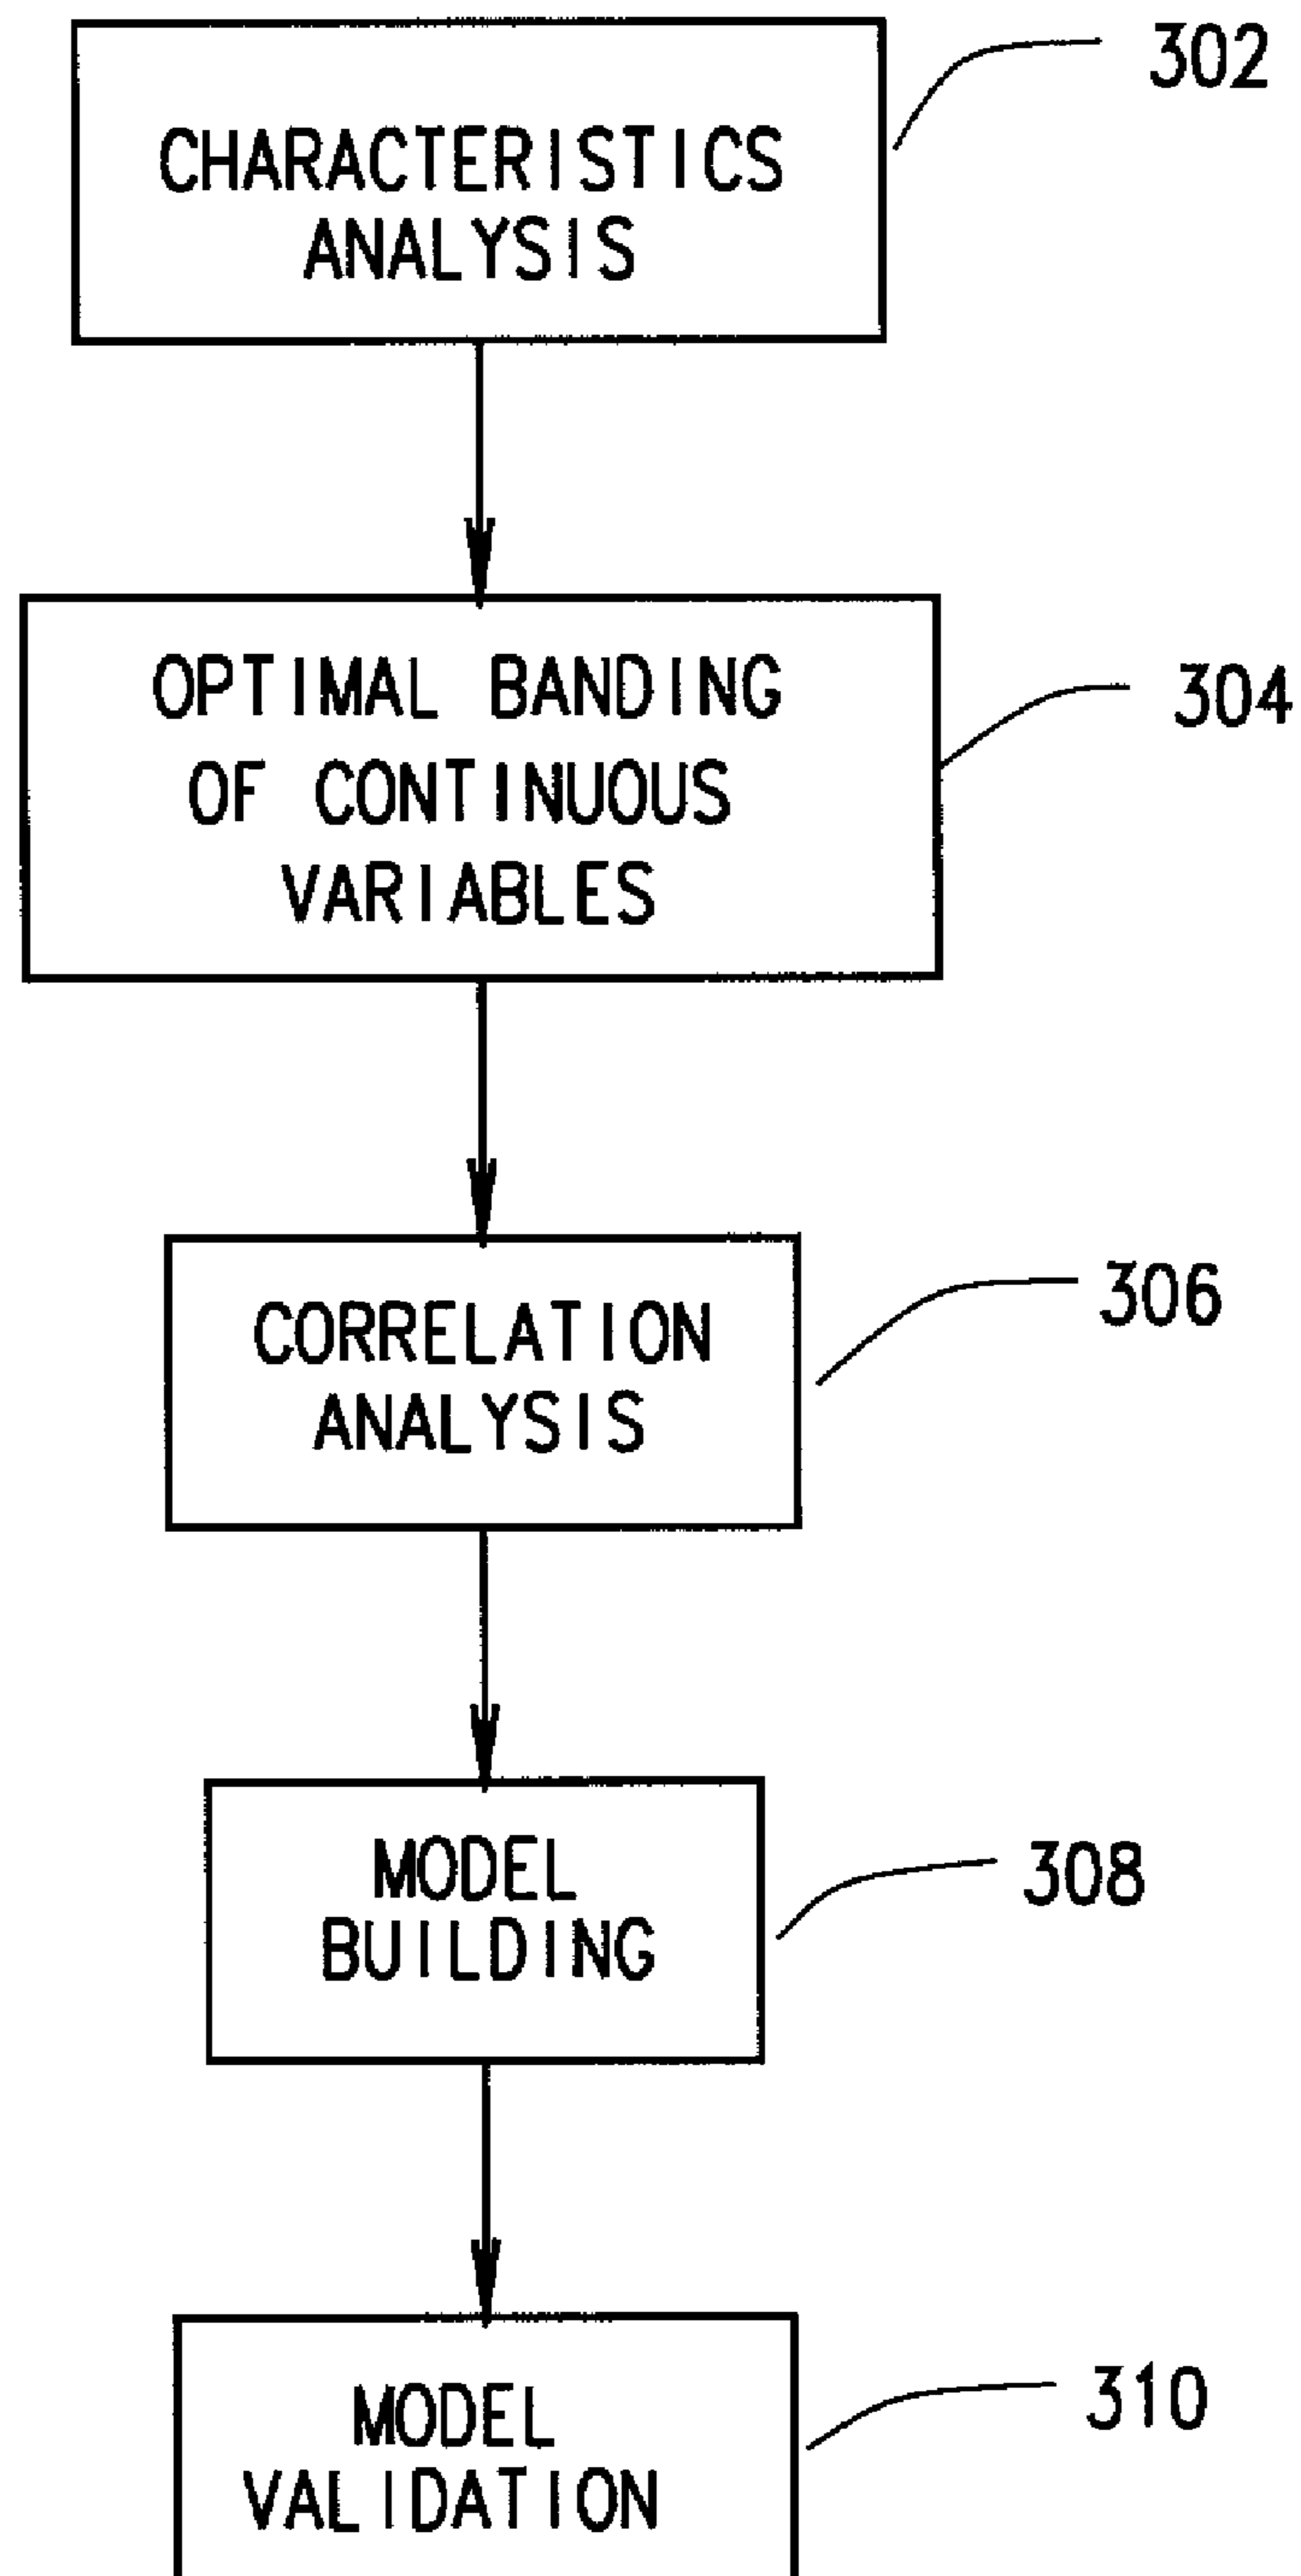 302
CHARACTERISTICS
ANALYSIS
OPTIMAL BANDING
OF CONTINUOUS
VARIABLES
304
CORRELATION
ANALYSIS
306
MODEL
BUILDING
308
MODEL
VALIDATION
310